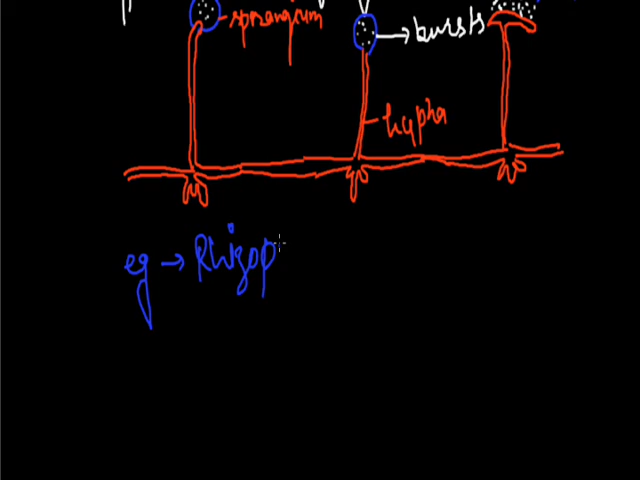 sporangium
bursts
hypha
eg → Rhizop